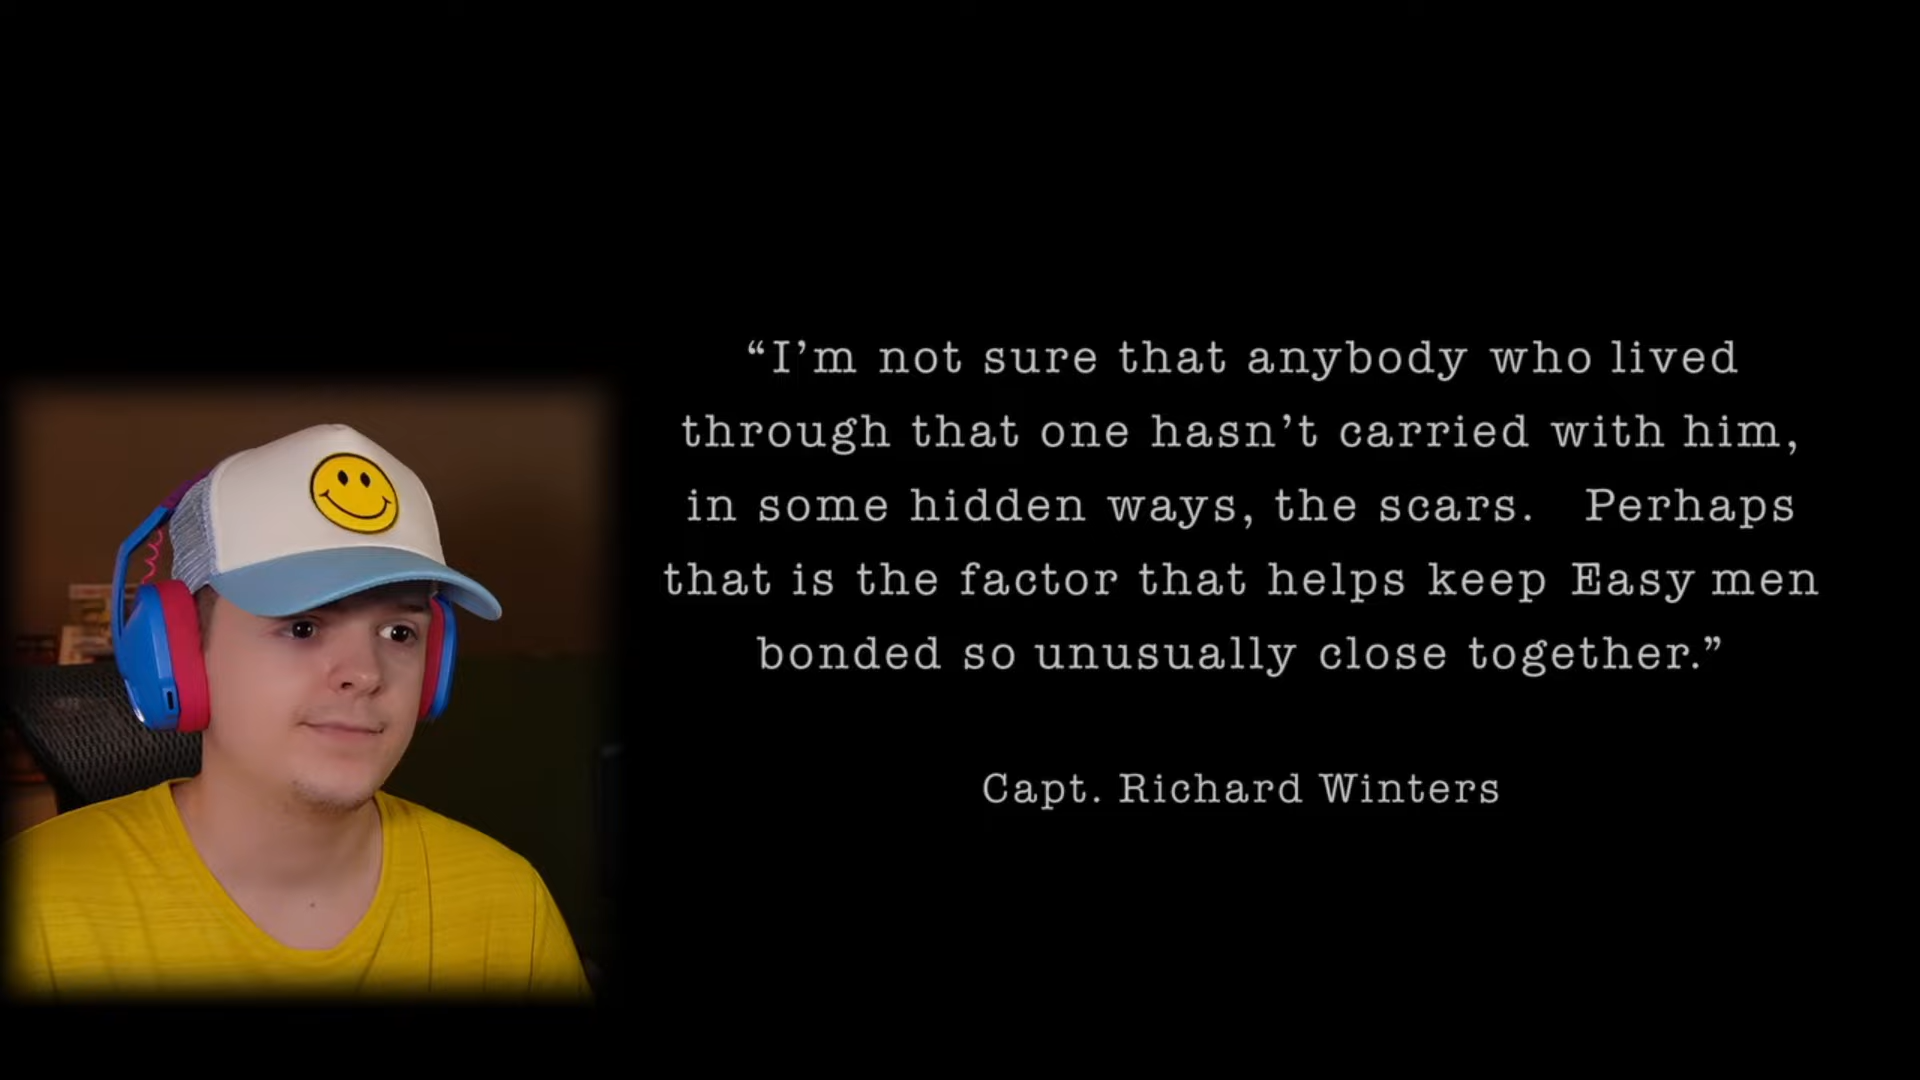 “I’m not sure that anybody who lived
through that one hasn’t carried with him,
in some hidden ways, the scars. Perhaps
that is the factor that helps keep Easy men
bonded so unusually close together.”
Capt. Richard Winters